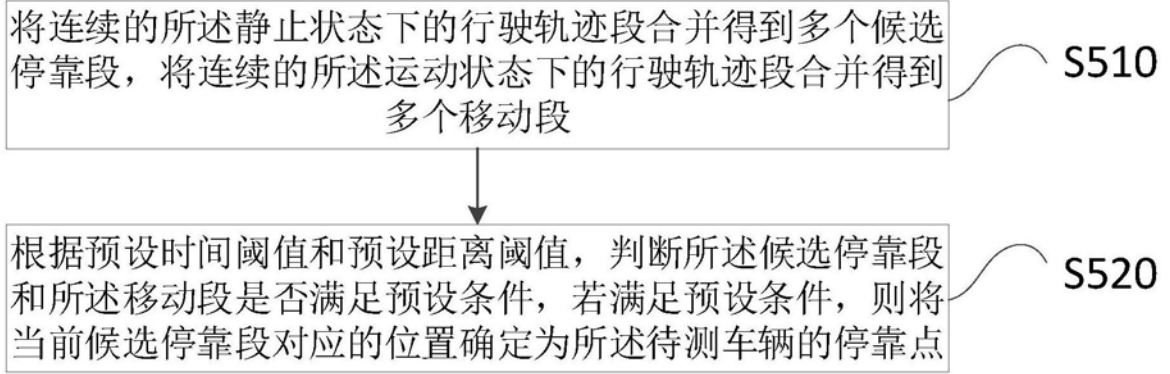 将连续的所述静止状态下的行驶轨迹段合并得到多个候选
停靠段，将连续的所述运动状态下的行驶轨迹段合并得到
多个移动段
S510
根据预设时间阈值和预设距离阈值，判断所述候选停靠段
和所述移动段是否满足预设条件，若满足预设条件，则将
当前候选停靠段对应的位置确定为所述待测车辆的停靠点
S520